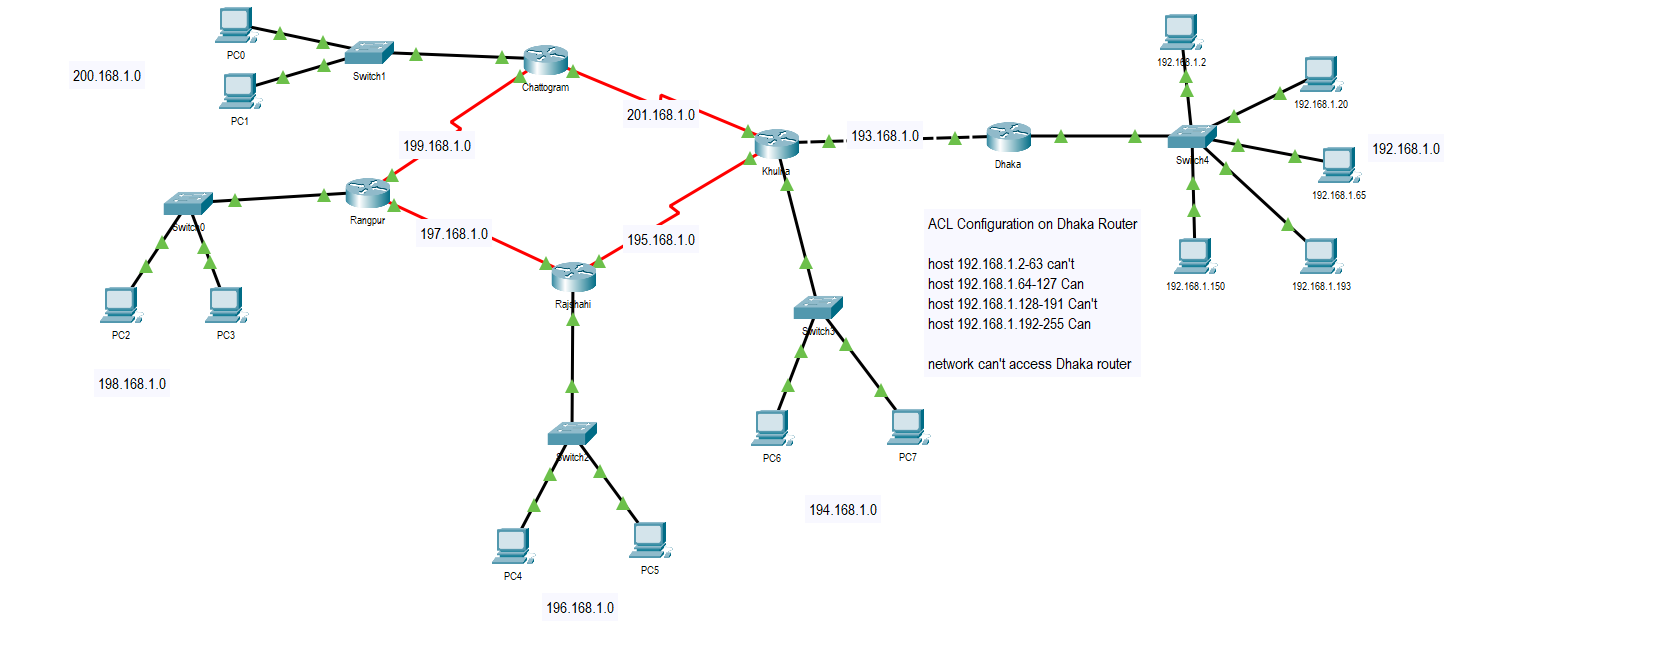 PC0
200.168.1.0
Switch1
PC1
Chattogram
201.168.1.0
199.168.1.0
193.168.1.0
Khulna
Dhaka
192.168.1.2
192.168.1.20
Switch4
192.168.1.0
192.168.1.65
192.168.1.150
192.168.1.193
Rangpur
Switch0
197.168.1.0
195.168.1.0
Rajshahi
PC2
PC3
198.168.1.0
ACL Configuration on Dhaka Router
host 192.168.1.2-63 can't
host 192.168.1.64-127 Can
host 192.168.1.128-191 Can't
host 192.168.1.192-255 Can
network can't access Dhaka router
Switch3
PC6
PC7
194.168.1.0
Switch2
PC4
PC5
196.168.1.0